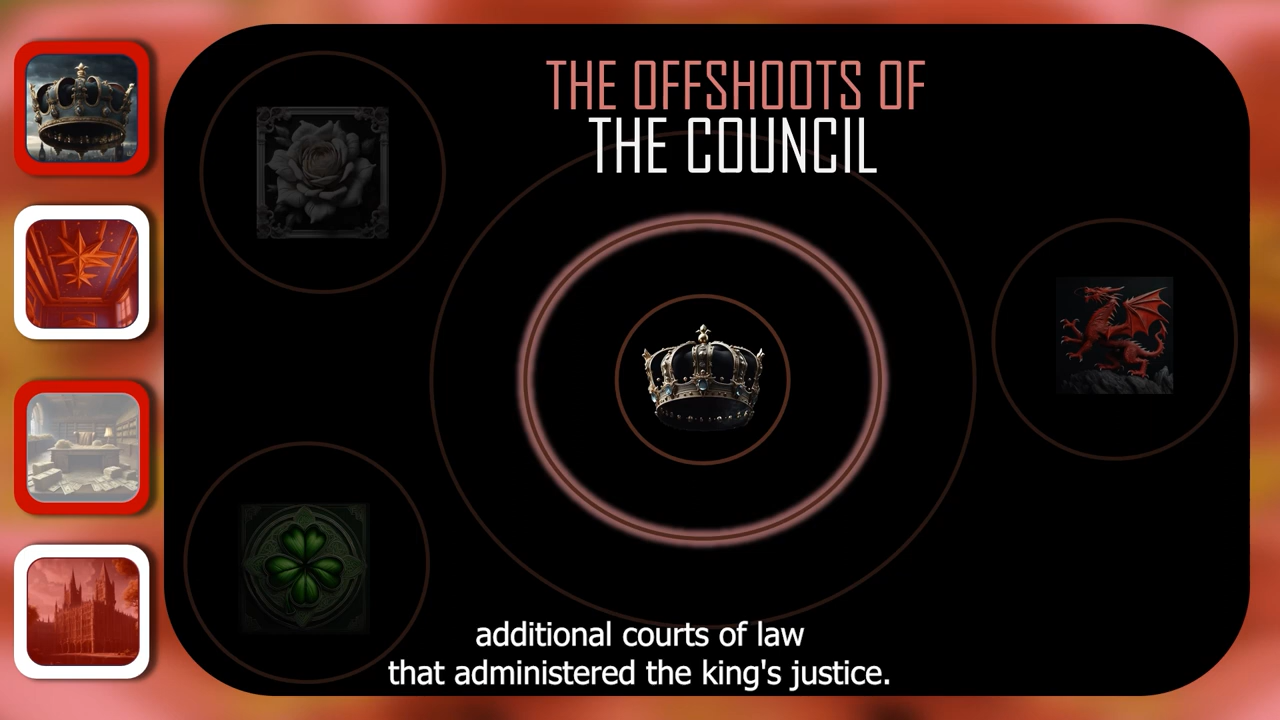 THE OFFSHOOTS OF
THE COUNCIL
additional courts of law
that administered the king's justice.